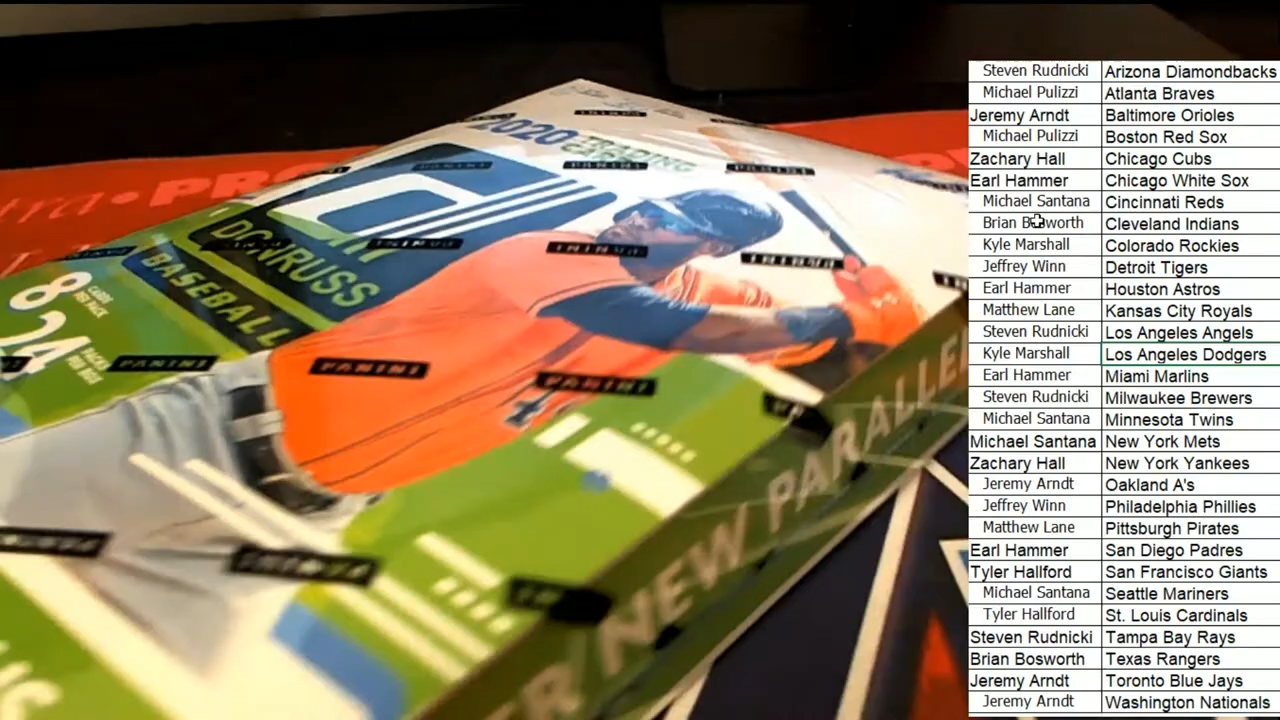 2020
DONRUSS
BASEBALL
8 CARDS PER PACK
24 PACKS PER BOX
PANINI
NEW PARALLEL
Steven Rudnicki Arizona Diamondbacks
Michael Pulizzi Atlanta Braves
Jeremy Arndt Baltimore Orioles
Michael Pulizzi Boston Red Sox
Zachary Hall Chicago Cubs
Earl Hammer Chicago White Sox
Michael Santana Cincinnati Reds
Brian Bosworth Cleveland Indians
Kyle Marshall Colorado Rockies
Jeffrey Winn Detroit Tigers
Earl Hammer Houston Astros
Matthew Lane Kansas City Royals
Steven Rudnicki Los Angeles Angels
Kyle Marshall Los Angeles Dodgers
Earl Hammer Miami Marlins
Steven Rudnicki Milwaukee Brewers
Michael Santana Minnesota Twins
Michael Santana New York Mets
Zachary Hall New York Yankees
Jeremy Arndt Oakland A's
Jeffrey Winn Philadelphia Phillies
Matthew Lane Pittsburgh Pirates
Earl Hammer San Diego Padres
Tyler Hallford San Francisco Giants
Michael Santana Seattle Mariners
Tyler Hallford St. Louis Cardinals
Steven Rudnicki Tampa Bay Rays
Brian Bosworth Texas Rangers
Jeremy Arndt Toronto Blue Jays
Jeremy Arndt Washington Nationals